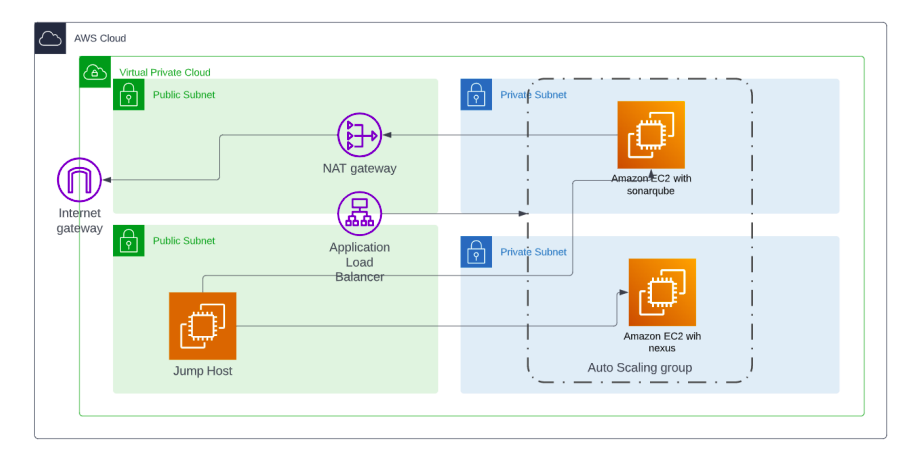 AWS Cloud
Virtual Private Cloud
Public Subnet
Private Subnet
NAT gateway
Amazon EC2 with
sonarqube
Internet
gateway
Public Subnet
Application
Load
Balancer
Private Subnet
Amazon EC2 wih
nexus
Jump Host
Auto Scaling group